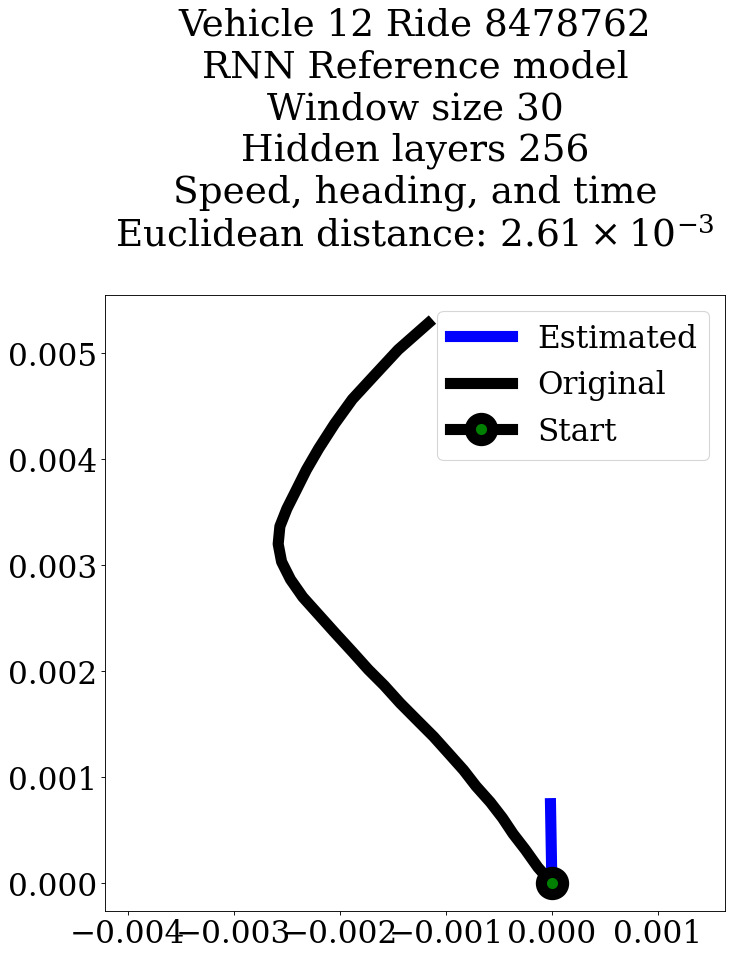 Vehicle 12 Ride 8478762
RNN Reference model
Window size 30
Hidden layers 256
Speed, heading, and time
Euclidean distance: 2.61 × 10⁻³
Estimated
Original
Start
0.005
0.004
0.003
0.002
0.001
0.000
−0.004 −0.003 −0.002 −0.001 0.000 0.001